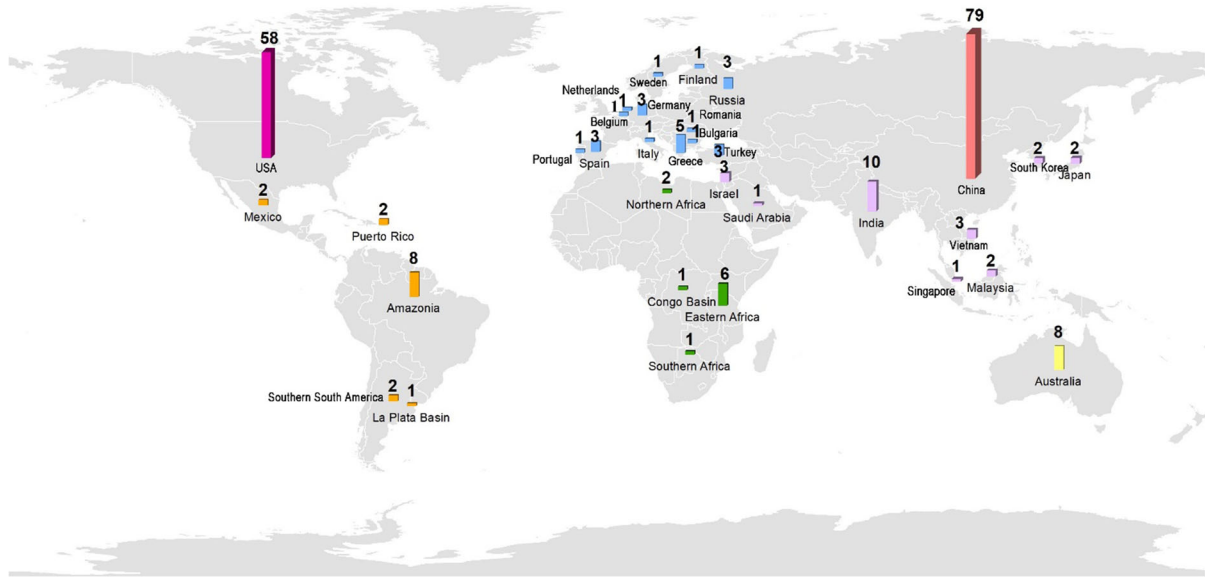 58
USA
2
Mexico
2
Puerto Rico
8
Amazonia
2
Southern South America
1
La Plata Basin
1
Sweden
1
Finland
3
Russia
Netherlands
1
1
Belgium
3
Germany
1
Romania
1
Bulgaria
1
Portugal
3
Spain
1
Italy
5
Greece
3
Turkey
3
Israel
2
Northern Africa
1
Saudi Arabia
1
Congo Basin
6
Eastern Africa
1
Southern Africa
79
China
2
South Korea
2
Japan
10
India
3
Vietnam
1
Singapore
2
Malaysia
8
Australia